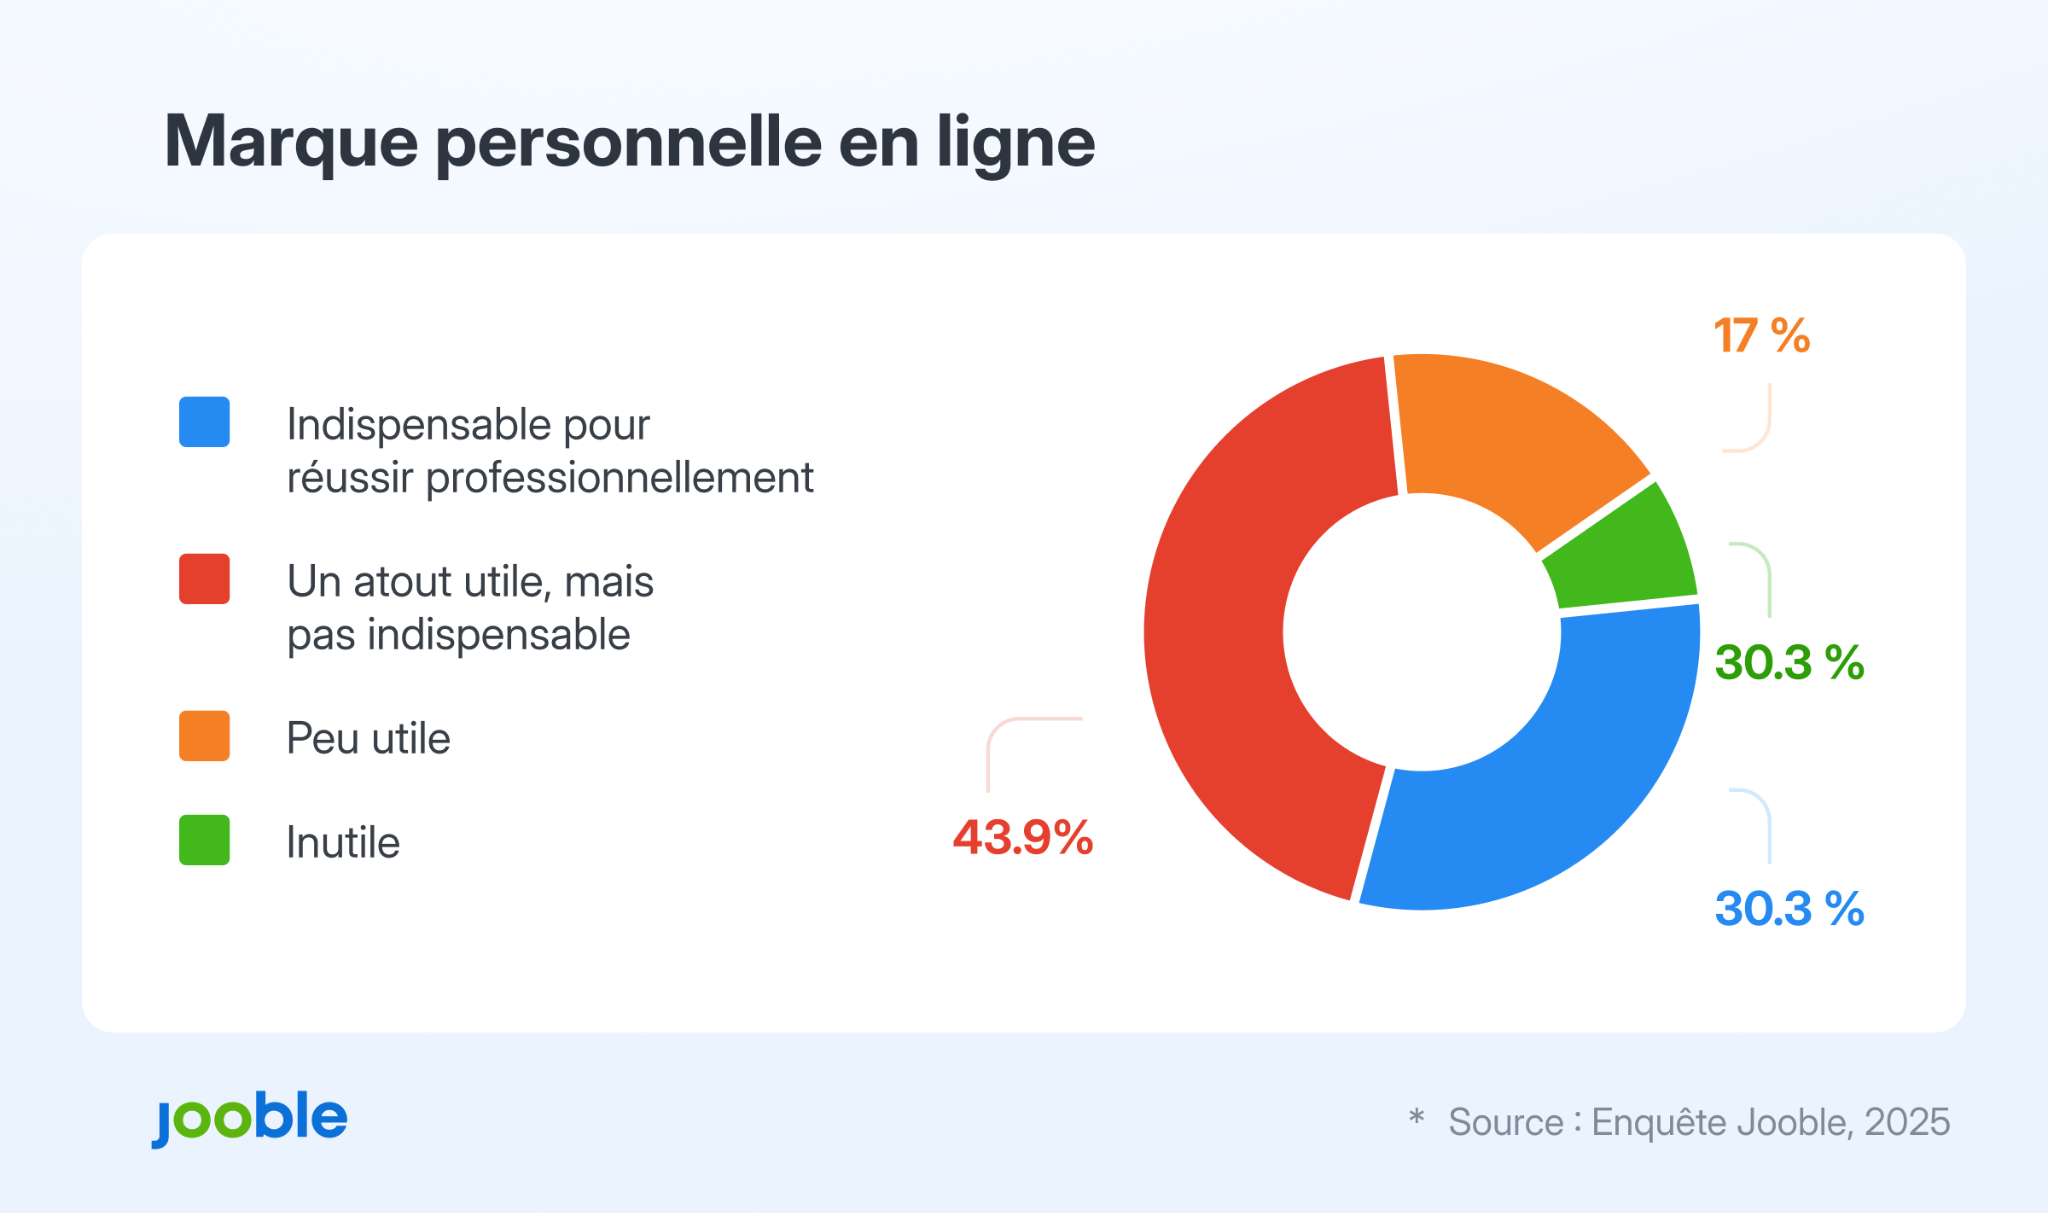 Marque personnelle en ligne
Indispensable pour
réussir professionnellement
Un atout utile, mais
pas indispensable
Peu utile
Inutile
17 %
30.3 %
43.9%
30.3 %
jooble
* Source : Enquête Jooble, 2025